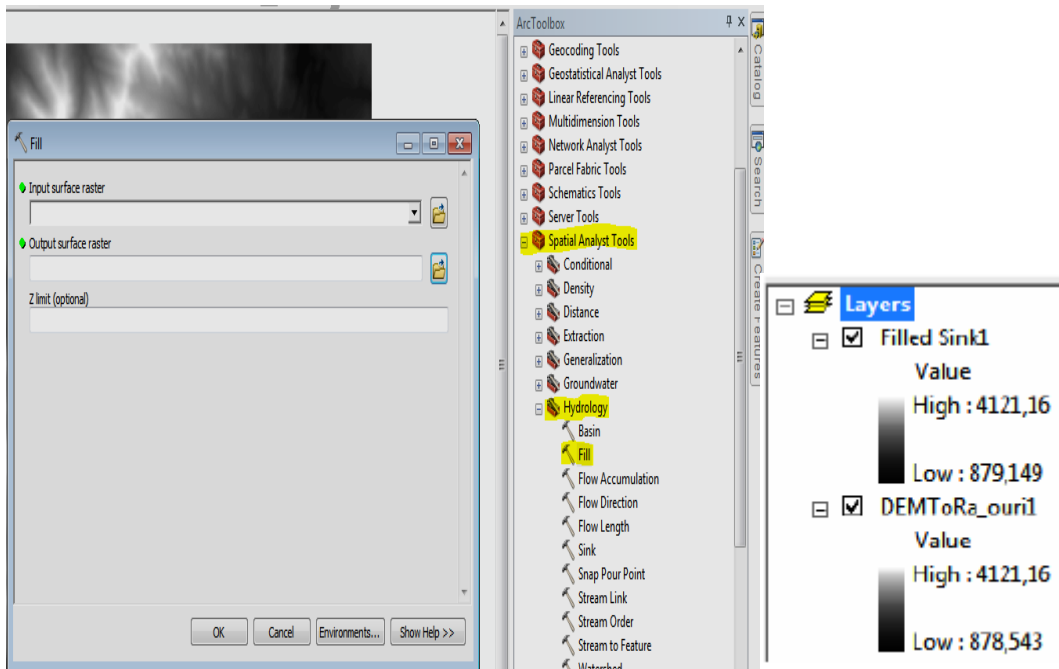 Fill
Input surface raster
Output surface raster
Z limit (optional)
OK
Cancel
Environments...
Show Help >>
ArcToolbox
Geocoding Tools
Geostatistical Analyst Tools
Linear Referencing Tools
Multidimension Tools
Network Analyst Tools
Parcel Fabric Tools
Schematics Tools
Server Tools
Spatial Analyst Tools
Conditional
Density
Distance
Extraction
Generalization
Groundwater
Hydrology
Basin
Fill
Flow Accumulation
Flow Direction
Flow Length
Sink
Snap Pour Point
Stream Link
Stream Order
Stream to Feature
Watershed
Catalog
Search
Create Features
Layers
Filled Sink1
Value
High : 4121,16
Low : 879,149
DEMToRa_ouri1
Value
High : 4121,16
Low : 878,543